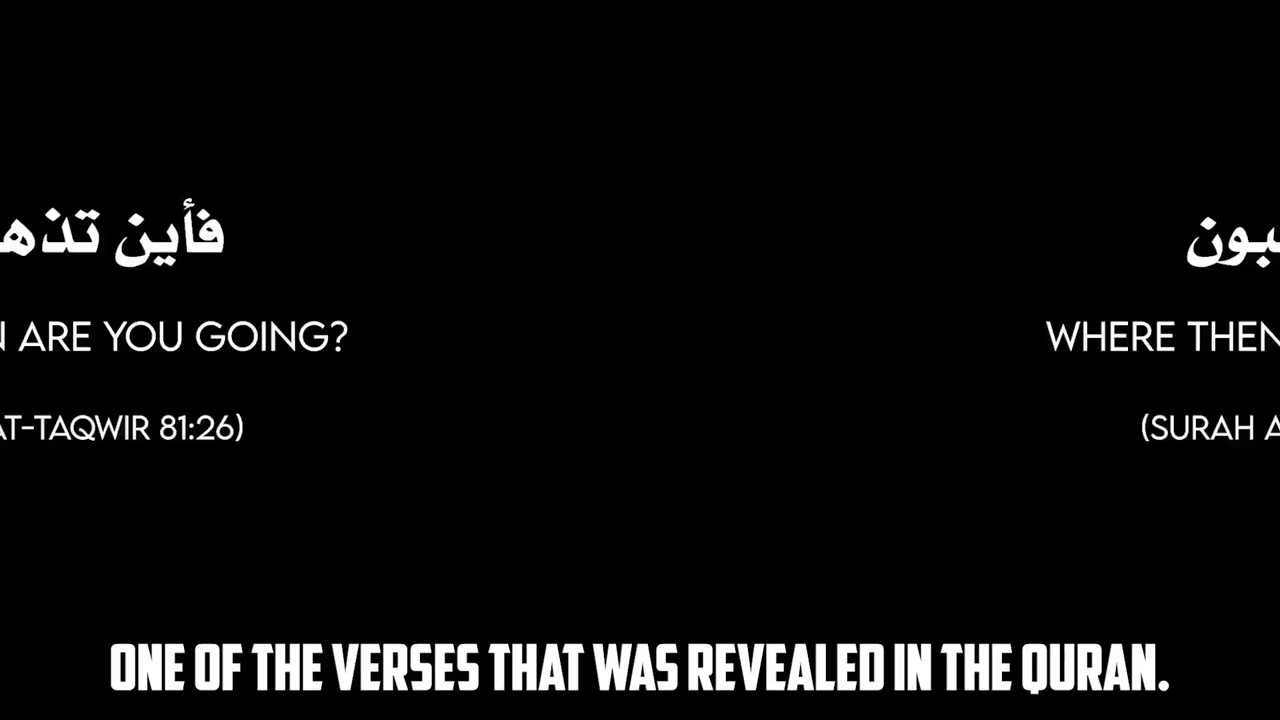 فأين تذه
بون
ARE YOU GOING?
WHERE THEN
AT-TAQWIR 81:26)
(SURAH A
ONE OF THE VERSES THAT WAS REVEALED IN THE QURAN.